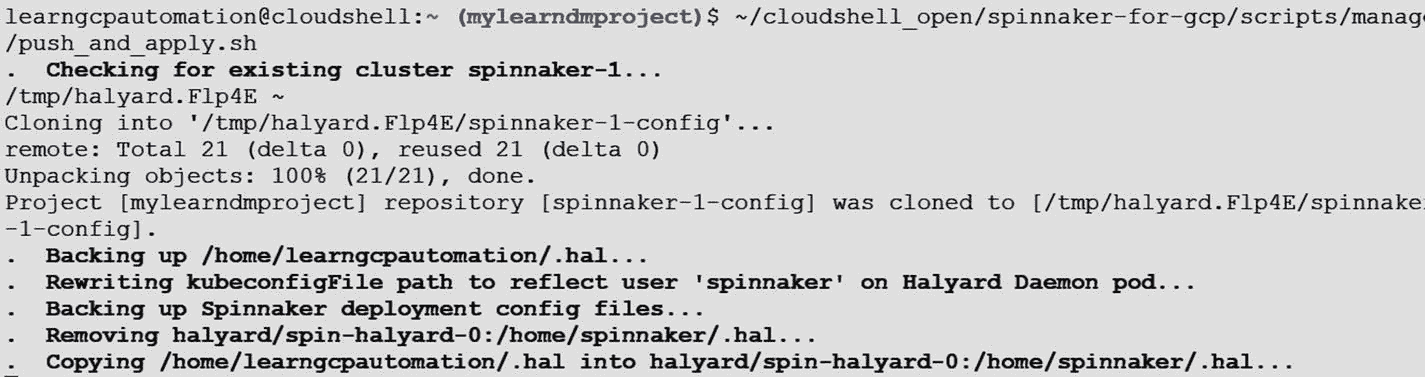 learngcpautomation@cloudshell:~ (mylearndmproject)$ ~/cloudshell_open/spinnaker-for-gcp/scripts/manage
/push_and_apply.sh
.  Checking for existing cluster spinnaker-1...
/tmp/halyard.Flp4E ~
Cloning into '/tmp/halyard.Flp4E/spinnaker-1-config'...
remote: Total 21 (delta 0), reused 21 (delta 0)
Unpacking objects: 100% (21/21), done.
Project [mylearndmproject] repository [spinnaker-1-config] was cloned to [/tmp/halyard.Flp4E/spinnaker
-1-config].
.  Backing up /home/learngcpautomation/.hal...
.  Rewriting kubeconfigFile path to reflect user 'spinnaker' on Halyard Daemon pod...
.  Backing up Spinnaker deployment config files...
.  Removing halyard/spin-halyard-0:/home/spinnaker/.hal...
.  Copying /home/learngcpautomation/.hal into halyard/spin-halyard-0:/home/spinnaker/.hal...